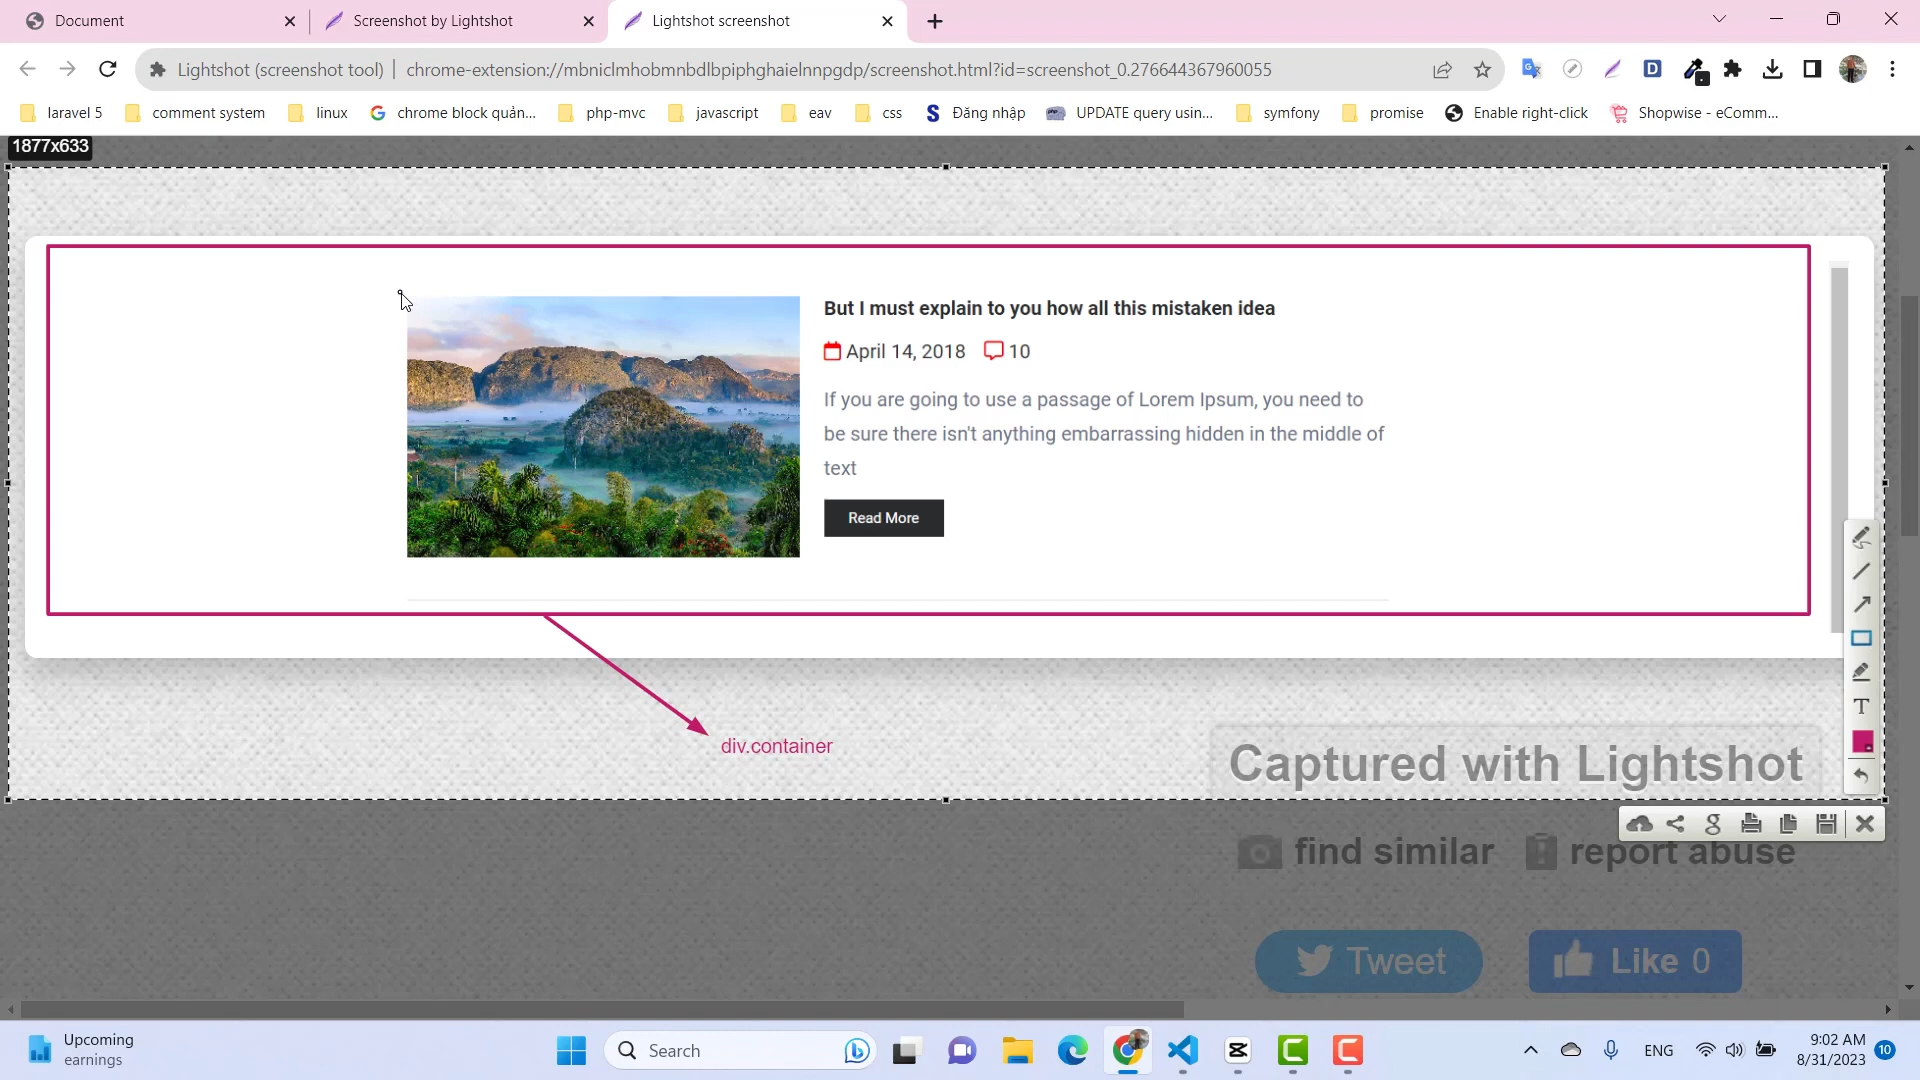 Document
Screenshot by Lightshot
Lightshot screenshot
Lightshot (screenshot tool) | chrome-extension://mbniclmhobmnbdlbpiphghaielnnpgdp/screenshot.html?id=screenshot_0.276644367960055
laravel 5
comment system
linux
chrome block quản...
php-mvc
javascript
eav
css
Đăng nhập
UPDATE query usin...
symfony
promise
Enable right-click
Shopwise - eComm...
1877x633
But I must explain to you how all this mistaken idea
April 14, 2018 10
If you are going to use a passage of Lorem Ipsum, you need to
be sure there isn't anything embarrassing hidden in the middle of
text
Read More
div.container
Captured with Lightshot
find similar
report abuse
Tweet
Like 0
Upcoming
earnings
Search
ENG
9:02 AM
8/31/2023
10